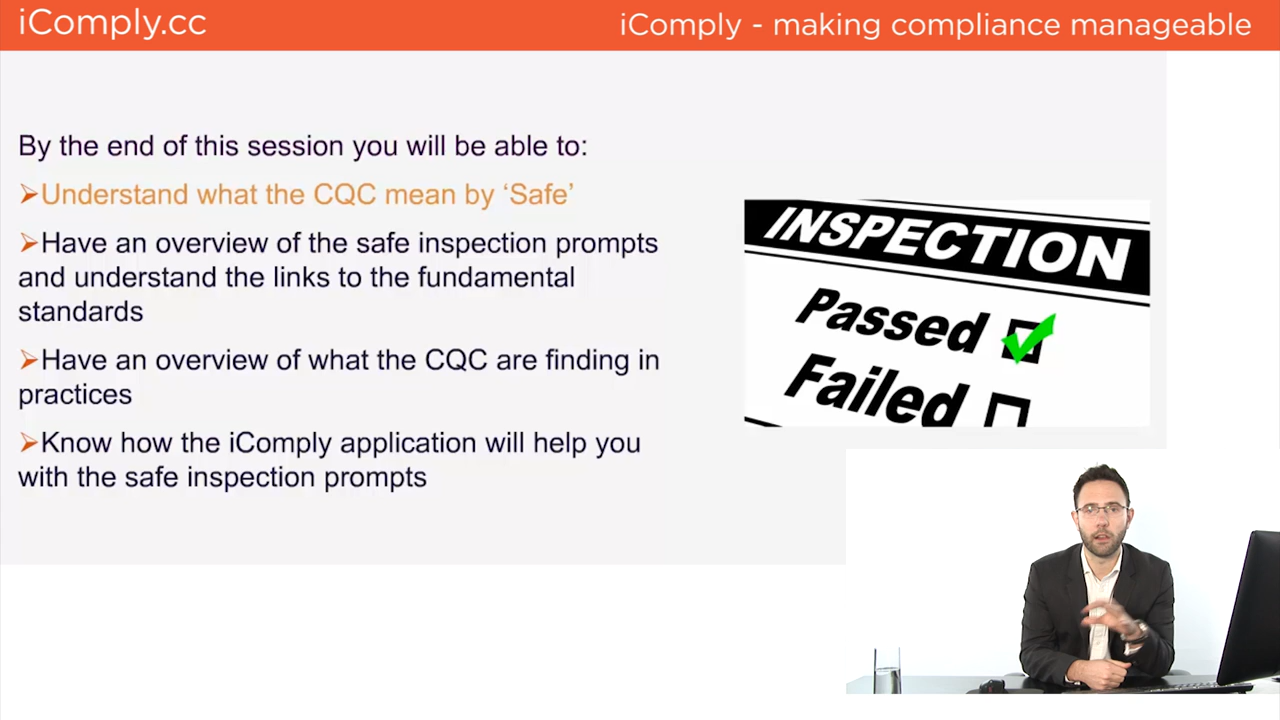 iComply.cc
iComply - making compliance manageable
By the end of this session you will be able to:
➢Understand what the CQC mean by ‘Safe’
➢Have an overview of the safe inspection prompts
and understand the links to the fundamental
standards
➢Have an overview of what the CQC are finding in
practices
➢Know how the iComply application will help you
with the safe inspection prompts
INSPECTION
Passed
Failed